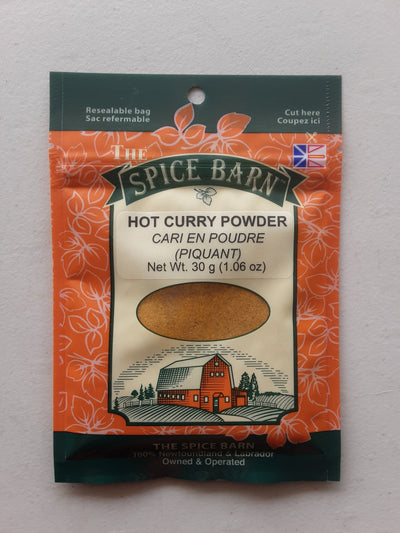 Resealable bag
Sac refermable
Cut here
Coupez ici
THE
SPICE BARN
HOT CURRY POWDER
CARI EN POUDRE
(PIQUANT)
Net Wt. 30 g (1.06 oz)
THE SPICE BARN
100% Newfoundland & Labrador
Owned & Operated